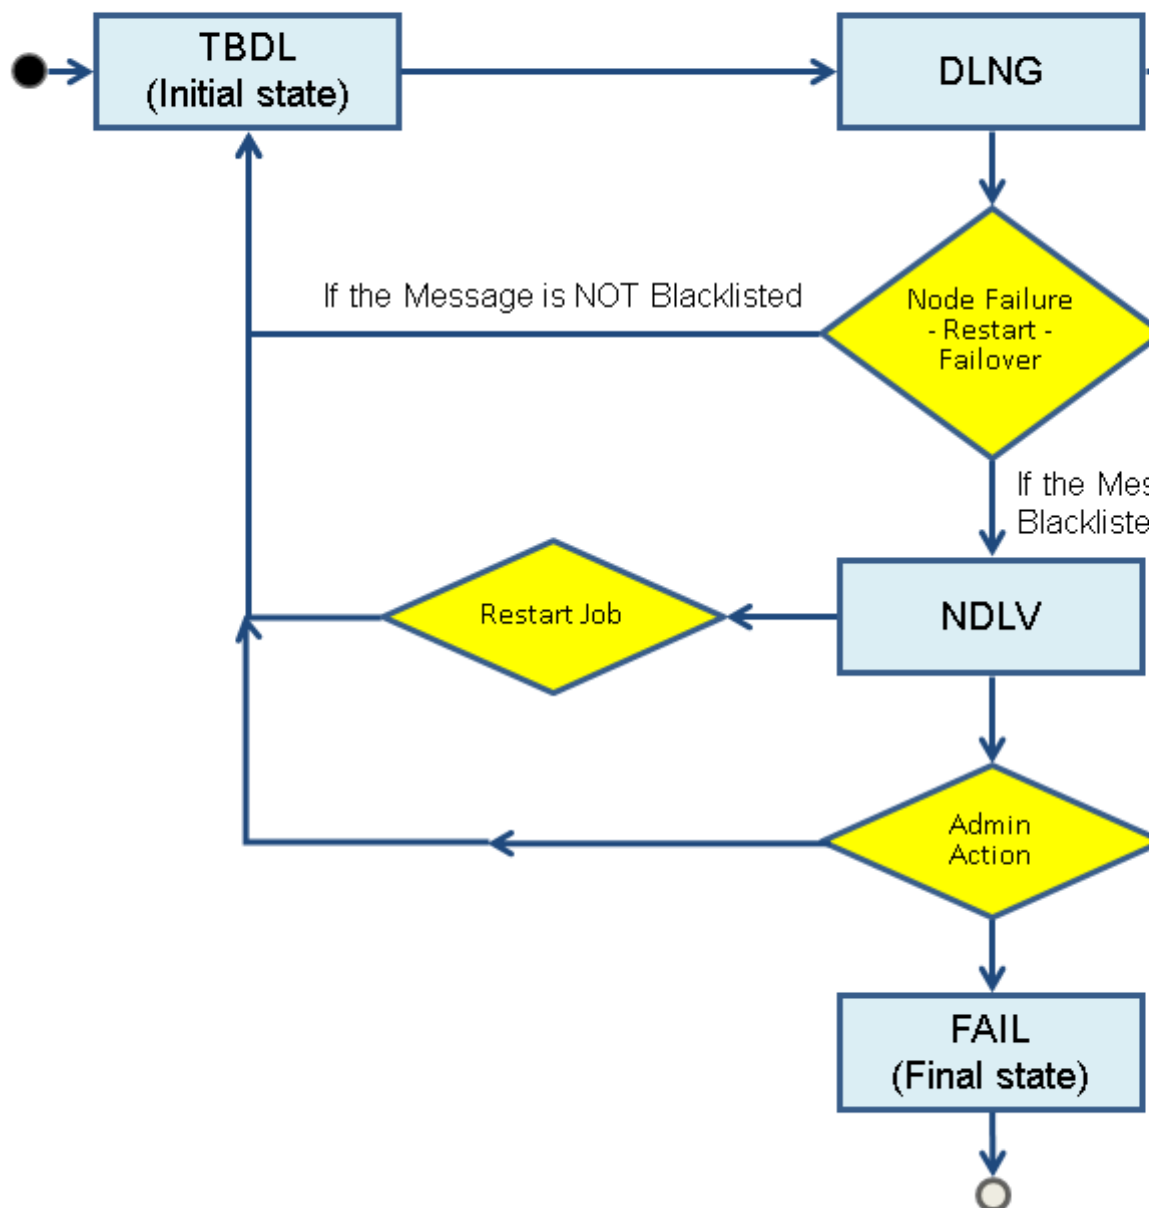 TBDL
(Initial state)
DLNG
If the Message is NOT Blacklisted
Node Failure
- Restart -
Failover
If the
Restart Job
NDLV
Admin
Action
FAIL
(Final state)